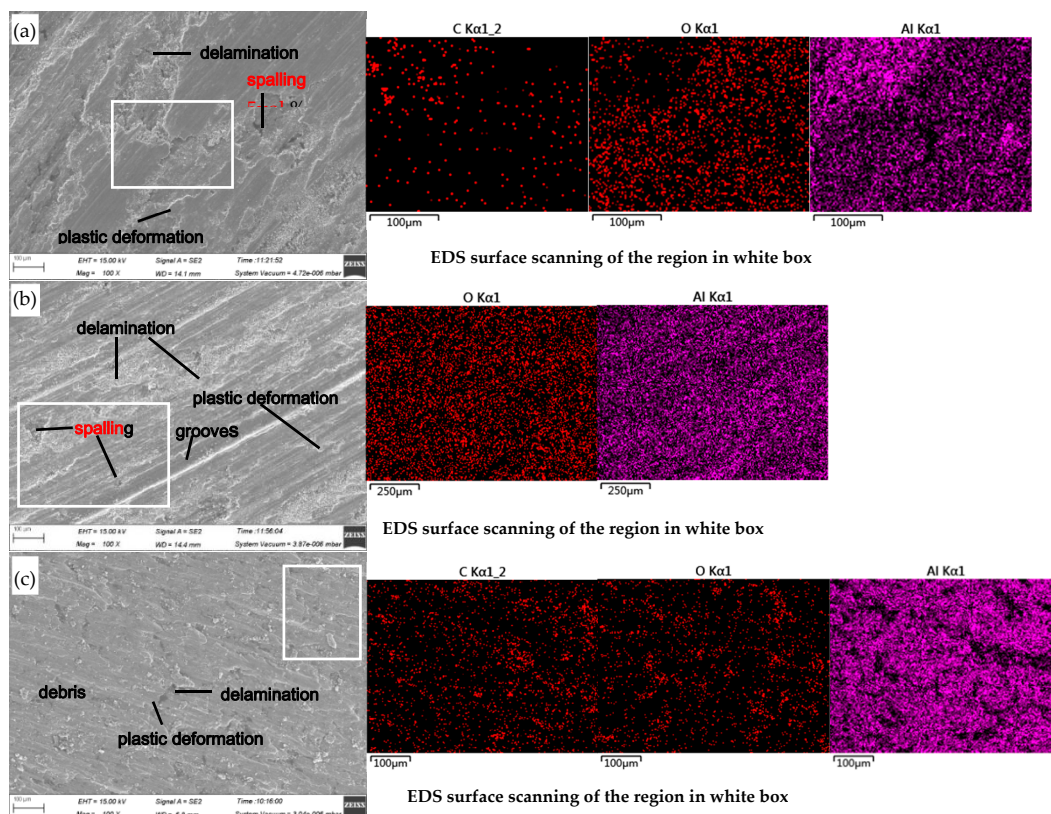 (a)
delamination
spalling
plastic deformation
100 µm
EHT = 15.00 kV Signal A = SE2 Time :11:21:52
Mag = 100 X WD = 14.1 mm System Vacuum = 4.72e-006 mbar
ZEISS
C Kα1_2
O Kα1
Al Kα1
100µm
100µm
100µm
EDS surface scanning of the region in white box
(b)
delamination
plastic deformation
spalling
grooves
100 µm
EHT = 15.00 kV Signal A = SE2 Time :11:56:04
Mag = 100 X WD = 14.4 mm System Vacuum = 3.87e-006 mbar
ZEISS
O Kα1
Al Kα1
250µm
250µm
EDS surface scanning of the region in white box
(c)
debris
delamination
plastic deformation
100 µm
EHT = 15.00 kV Signal A = SE2 Time :10:16:00
ZEISS
C Kα1_2
O Kα1
Al Kα1
100µm
100µm
100µm
EDS surface scanning of the region in white box